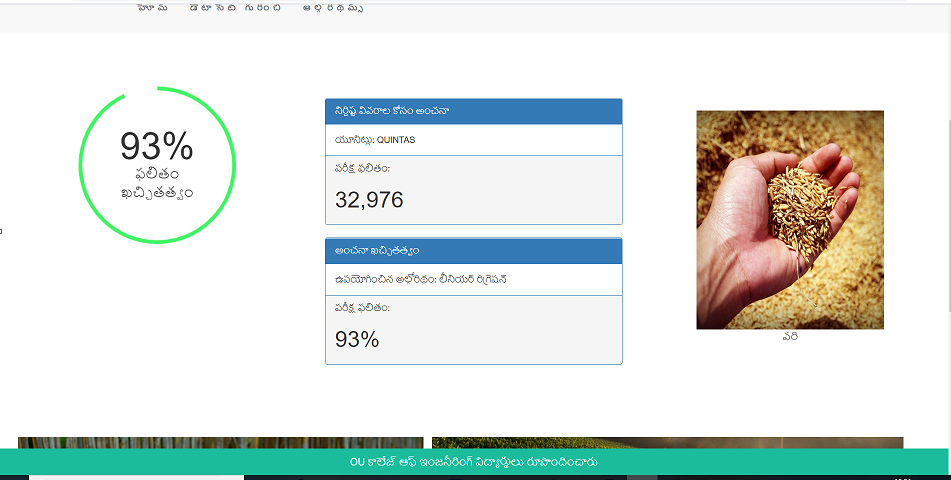 హోమ్ డేటాసెట్ గురించి అల్గోరిథమ్స్
93%
ఫలితం
ఖచ్చితత్వం
నిర్దిష్ట వివరాల కోసం అంచనా
యూనిట్లు: QUINTAS
పరీక్ష ఫలితం:
32,976
అంచనా ఖచ్చితత్వం
ఉపయోగించిన అల్గోరిథం: లీనియర్ రిగ్రెషన్
పరీక్ష ఫలితం:
93%
వరి
OU కాలేజ్ ఆఫ్ ఇంజనీరింగ్ విద్యార్థులు రూపొందించారు